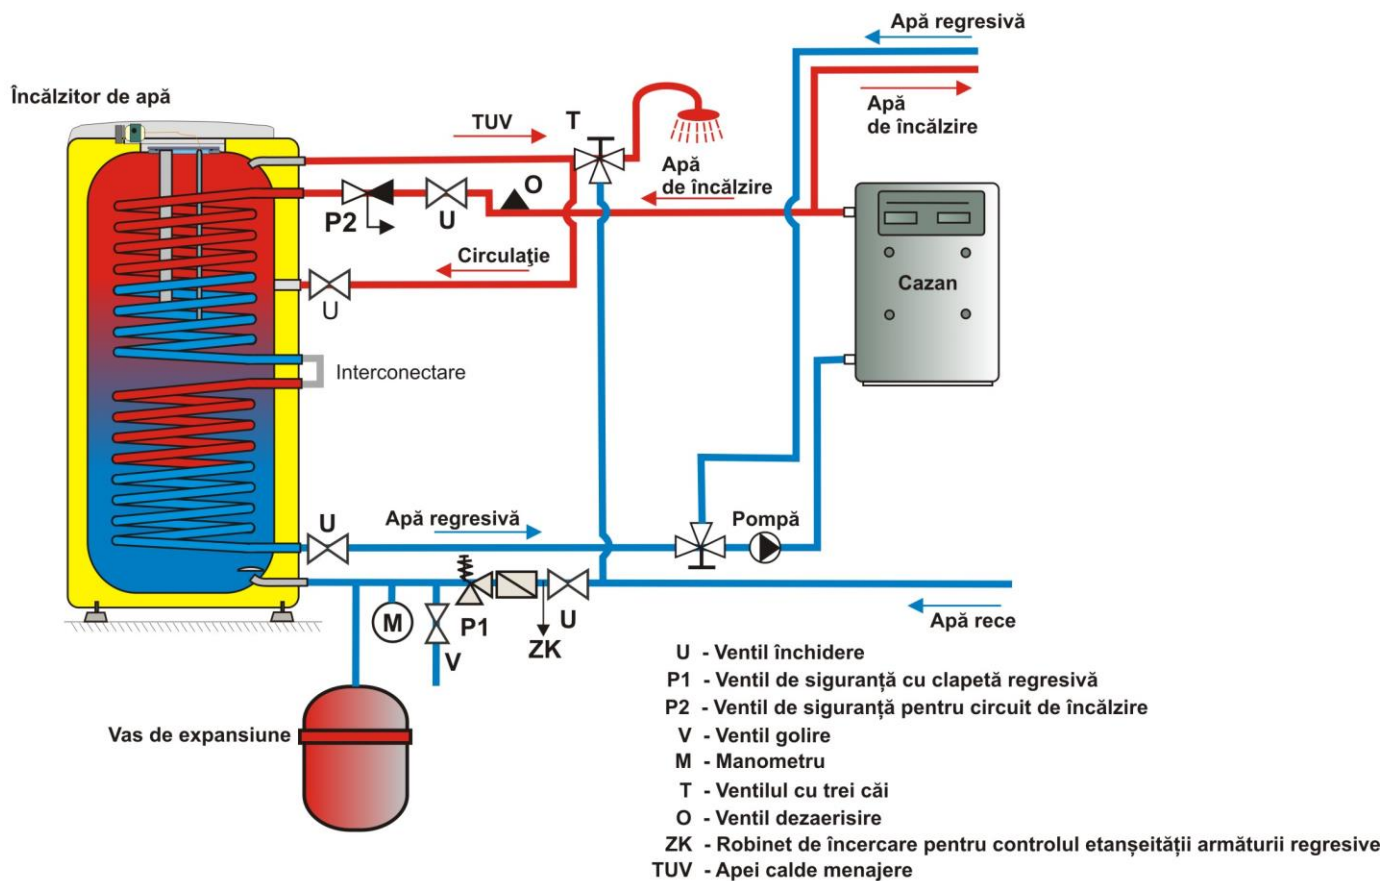 Apă regresivă
Încălzitor de apă
TUV
T
Apă
de încălzire
Apă
de încălzire
O
P2
U
Circulaţie
U
Cazan
Interconectare
U
Apă regresivă
Pompă
M
V
P1
ZK
U
Apă rece
Vas de expansiune
U - Ventil închidere
P1 - Ventil de siguranță cu clapetă regresivă
P2 - Ventil de siguranță pentru circuit de încălzire
V - Ventil golire
M - Manometru
T - Ventilul cu trei căi
O - Ventil dezaerisire
ZK - Robinet de încercare pentru controlul etanșeității armăturii regresive
TUV - Apei calde menajere